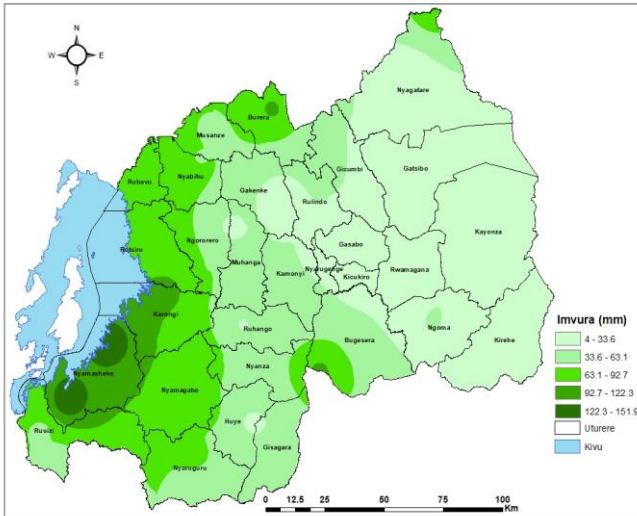 N
W E
S
Nyagatare
Burera
Musanze
Gicumbi
Gatsibo
Rubavu
Nyabihu
Gakenke
Rulindo
Kayonza
Rutsiro
Ngororero
Gasabo
Muhanga
Kamonyi
Nyarugenge
Kicukiro
Rwamagana
Karongi
Ruhango
Bugesera
Ngoma
Kirehe
Nyamasheke
Nyanza
Nyamagabe
Rusizi
Huye
Gisagara
Nyaruguru
Imvura (mm)
4 - 33.6
33.6 - 63.1
63.1 - 92.7
92.7 - 122.3
122.3 - 151.9
Uturere
Kivu
0 12.5 25 50 75 100
Km